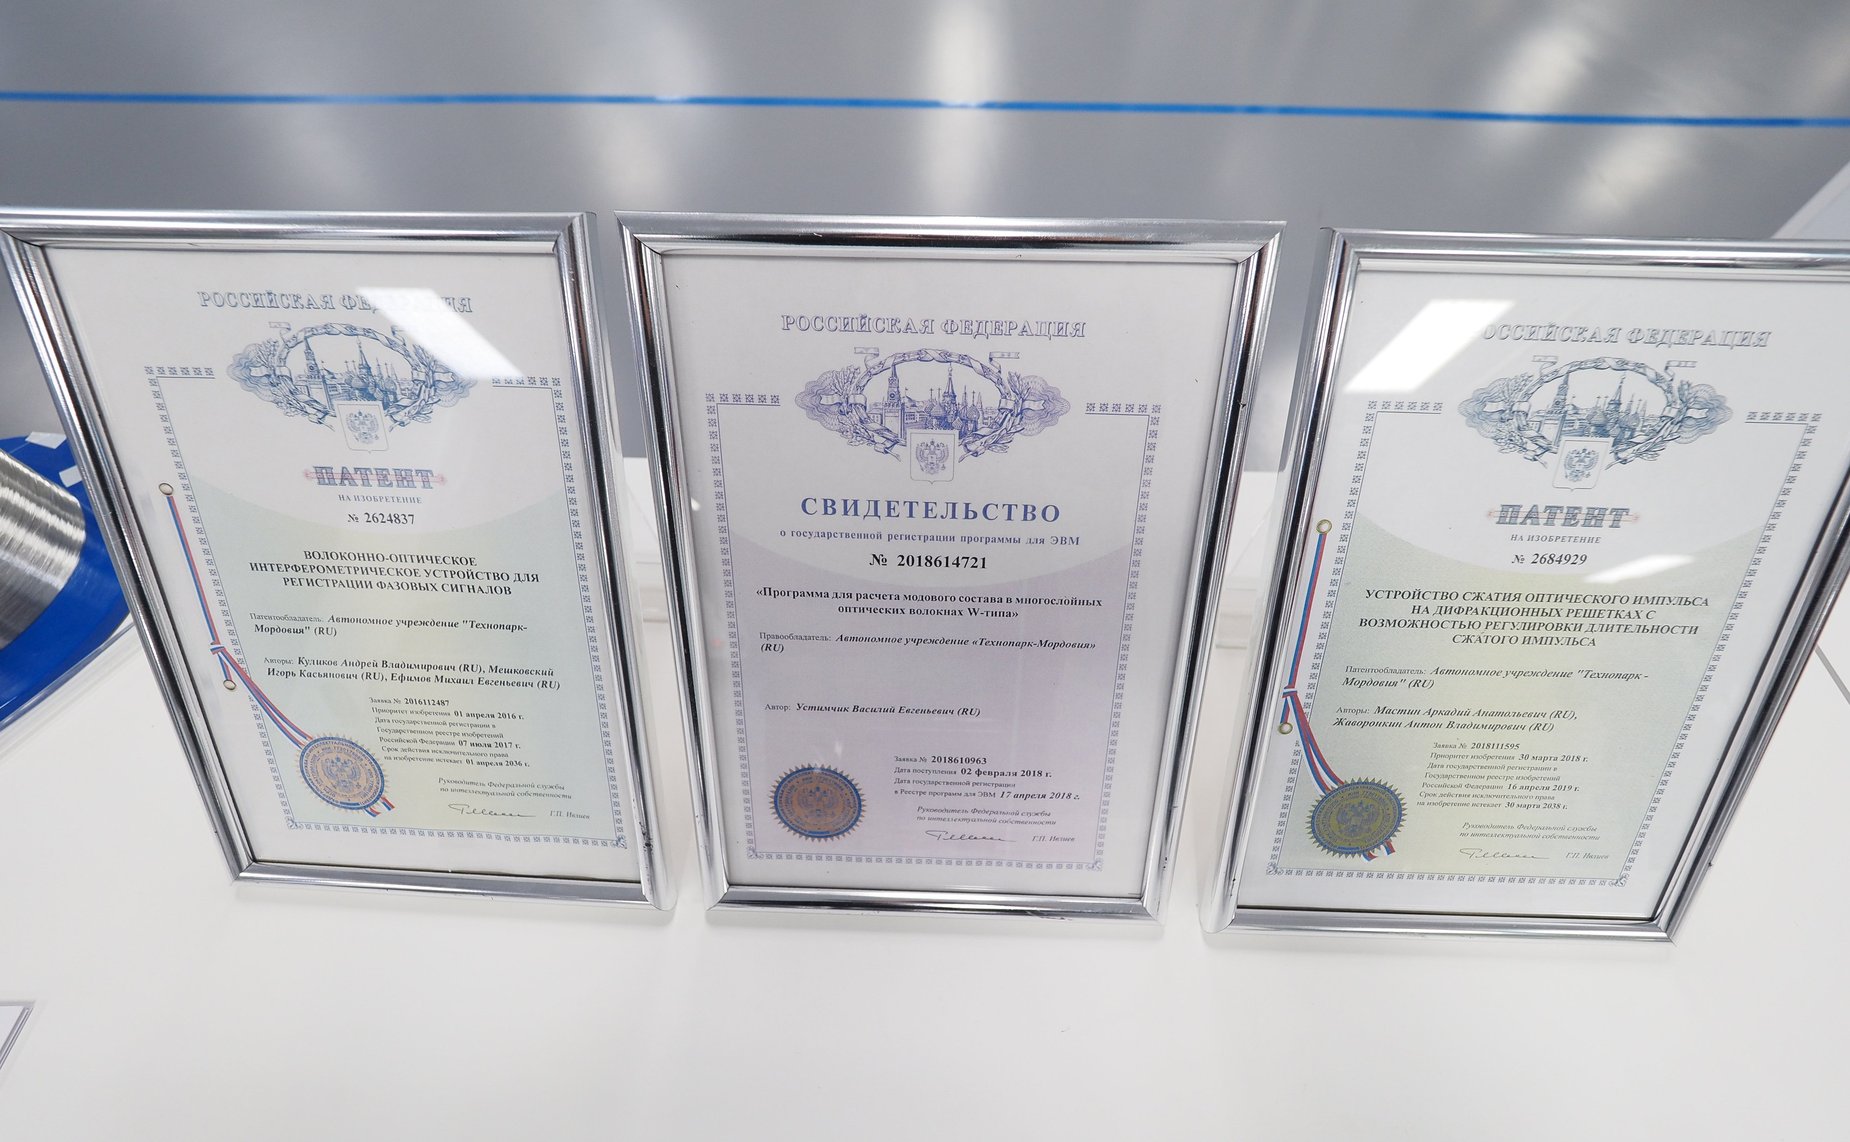 РОССИЙСКАЯ ФЕДЕРАЦИЯ
ПАТЕНТ
НА ИЗОБРЕТЕНИЕ
№ 2624837
ВОЛОКОННО-ОПТИЧЕСКОЕ
ИНТЕРФЕРОМЕТРИЧЕСКОЕ УСТРОЙСТВО ДЛЯ
РЕГИСТРАЦИИ ФАЗОВЫХ СИГНАЛОВ
Патентообладатель: Автономное учреждение "Технопарк-
Мордовия" (RU)
Авторы: Куликов Андрей Владимирович (RU), Мешковский
Игорь Касьянович (RU), Ефимов Михаил Евгеньевич (RU)
Заявка № 2016112487
Приоритет изобретения 01 апреля 2016 г.
Дата государственной регистрации в
Государственном реестре изобретений
Российской Федерации 07 июля 2017 г.
Срок действия исключительного права
на изобретение истекает 01 апреля 2036 г.
Руководитель Федеральной службы
по интеллектуальной собственности
Г.П. Ивлиев
РОССИЙСКАЯ ФЕДЕРАЦИЯ
СВИДЕТЕЛЬСТВО
о государственной регистрации программы для ЭВМ
№ 2018614721
«Программа для расчета модового состава в многослойных
оптических волокнах W-типа»
Правообладатель: Автономное учреждение «Технопарк-Мордовия»
(RU)
Автор: Устимчик Василий Евгеньевич (RU)
Заявка № 2018610963
Дата поступления 02 февраля 2018 г.
Дата государственной регистрации
в Реестре программ для ЭВМ 17 апреля 2018 г.
Руководитель Федеральной службы
по интеллектуальной собственности
Г.П. Ивлиев
РОССИЙСКАЯ ФЕДЕРАЦИЯ
ПАТЕНТ
НА ИЗОБРЕТЕНИЕ
№ 2684929
УСТРОЙСТВО СЖАТИЯ ОПТИЧЕСКОГО ИМПУЛЬСА
НА ДИФРАКЦИОННЫХ РЕШЕТКАХ С
ВОЗМОЖНОСТЬЮ РЕГУЛИРОВКИ ДЛИТЕЛЬНОСТИ
СЖАТОГО ИМПУЛЬСА
Патентообладатель: Автономное учреждение "Технопарк -
Мордовия" (RU)
Авторы: Мастин Аркадий Анатольевич (RU),
Жаворонкин Антон Владимирович (RU)
Заявка № 2018111595
Приоритет изобретения 30 марта 2018 г.
Дата государственной регистрации в
Государственном реестре изобретений
Российской Федерации 16 апреля 2019 г.
Срок действия исключительного права
на изобретение истекает 30 марта 2038 г.
Руководитель Федеральной службы
по интеллектуальной собственности
Г.П. Ивлиев